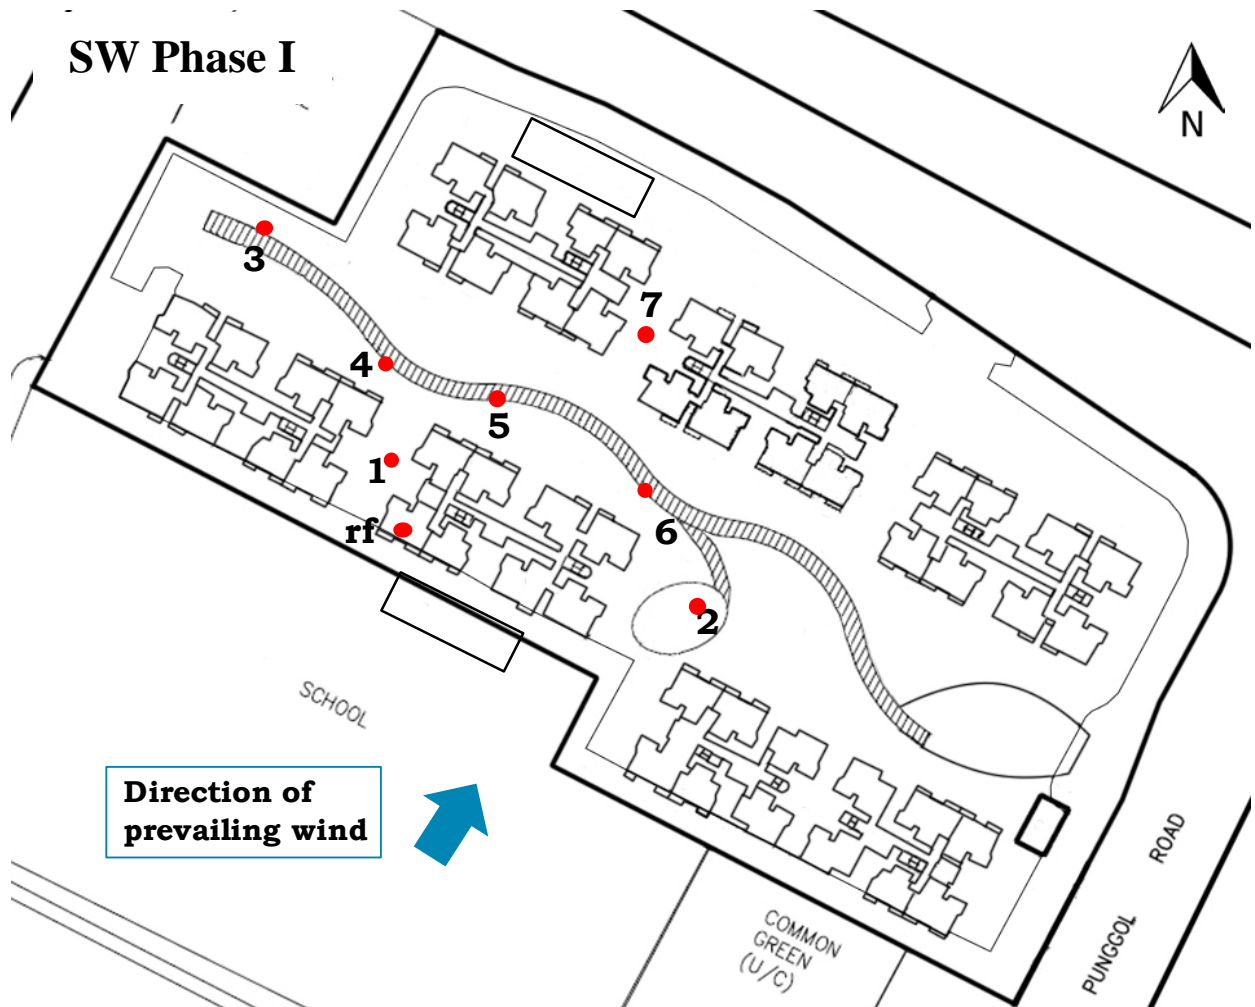 SW Phase I
N
3
7
4
5
1
rf
6
2
SCHOOL
Direction of
prevailing wind
COMMON
GREEN
(U/C)
PUNGGOL ROAD